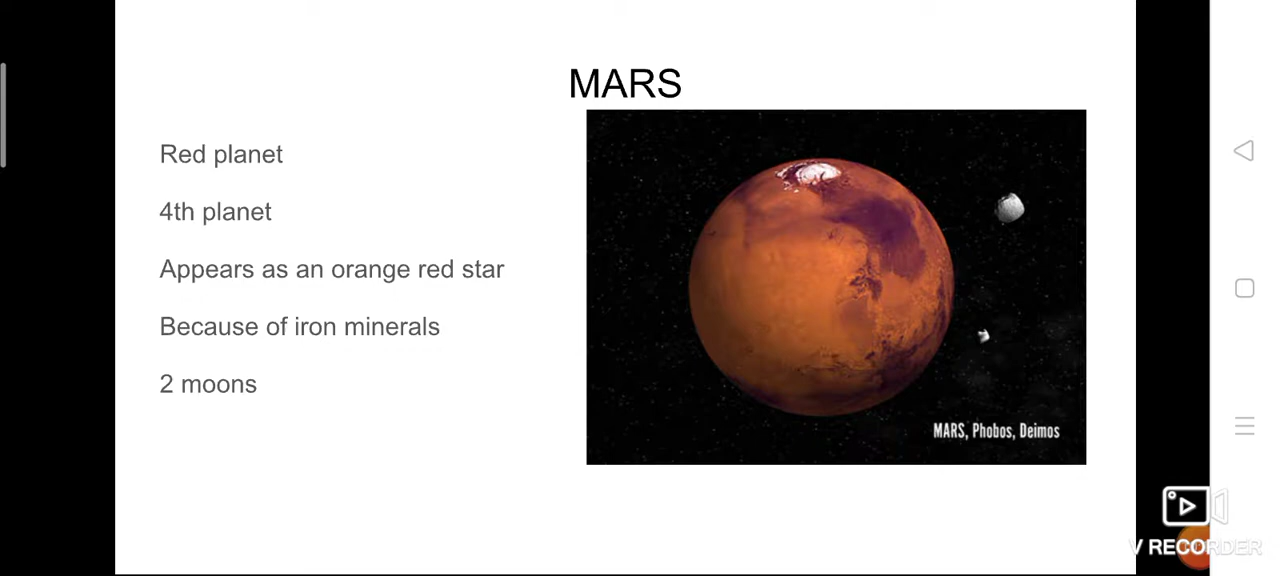 MARS
Red planet
4th planet
Appears as an orange red star
Because of iron minerals
2 moons
MARS, Phobos, Deimos
V RECORDER